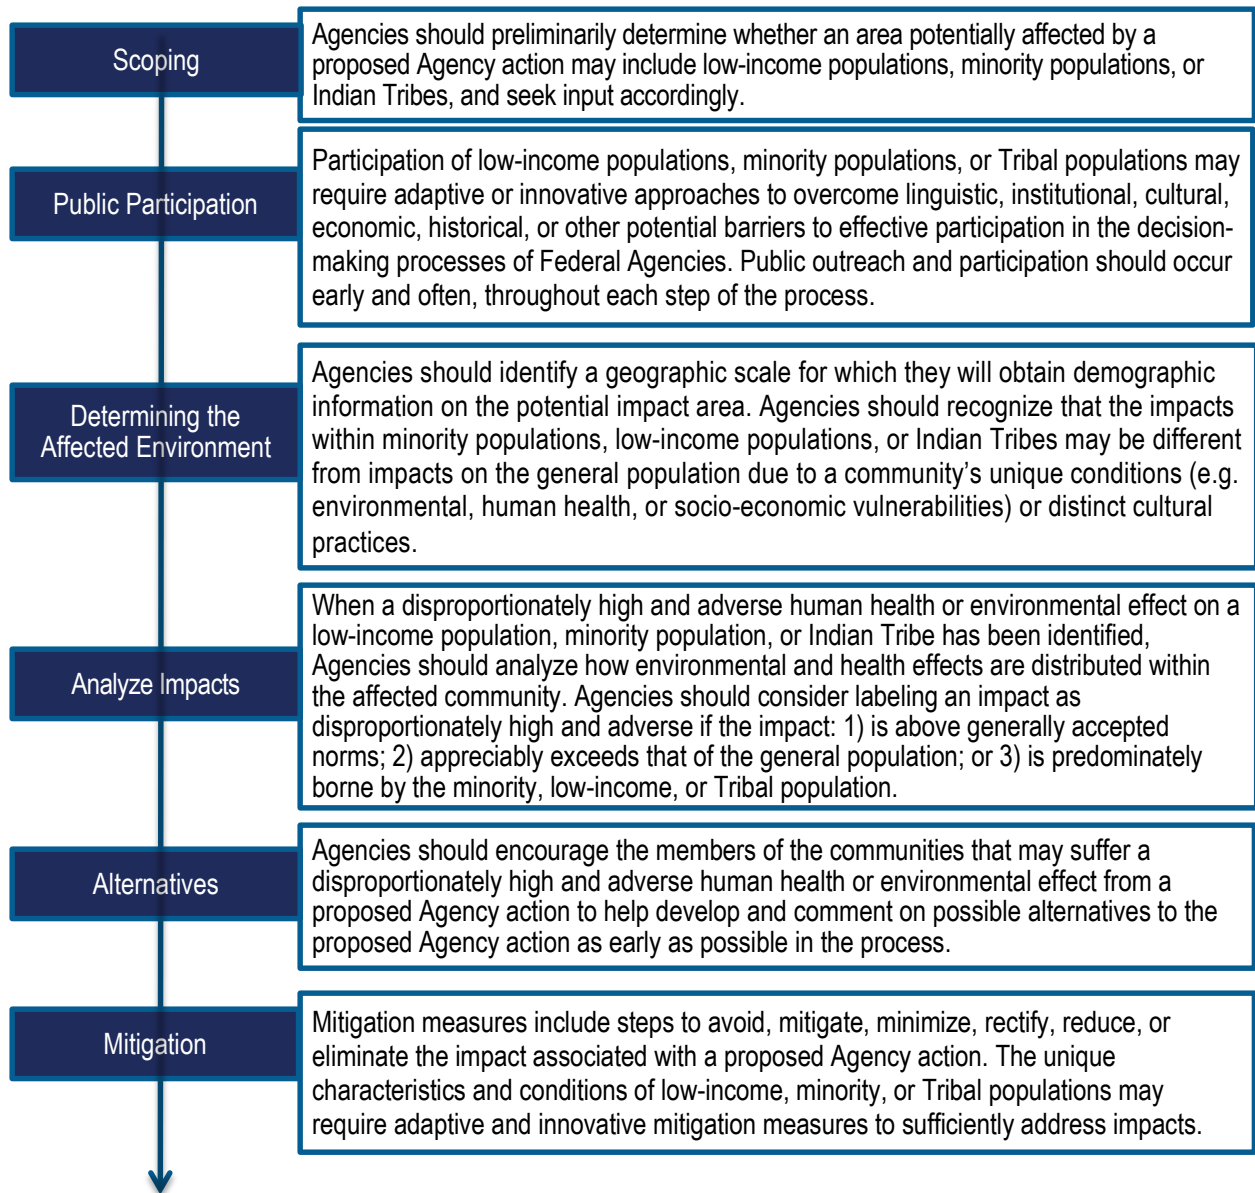 Scoping
Agencies should preliminarily determine whether an area potentially affected by a
proposed Agency action may include low-income populations, minority populations, or
Indian Tribes, and seek input accordingly.
Public Participation
Participation of low-income populations, minority populations, or Tribal populations may
require adaptive or innovative approaches to overcome linguistic, institutional, cultural,
economic, historical, or other potential barriers to effective participation in the decision-
making processes of Federal Agencies. Public outreach and participation should occur
early and often, throughout each step of the process.
Determining the
Affected Environment
Agencies should identify a geographic scale for which they will obtain demographic
information on the potential impact area. Agencies should recognize that the impacts
within minority populations, low-income populations, or Indian Tribes may be different
from impacts on the general population due to a community’s unique conditions (e.g.
environmental, human health, or socio-economic vulnerabilities) or distinct cultural
practices.
Analyze Impacts
When a disproportionately high and adverse human health or environmental effect on a
low-income population, minority population, or Indian Tribe has been identified,
Agencies should analyze how environmental and health effects are distributed within
the affected community. Agencies should consider labeling an impact as
disproportionately high and adverse if the impact: 1) is above generally accepted
norms; 2) appreciably exceeds that of the general population; or 3) is predominately
borne by the minority, low-income, or Tribal population.
Alternatives
Agencies should encourage the members of the communities that may suffer a
disproportionately high and adverse human health or environmental effect from a
proposed Agency action to help develop and comment on possible alternatives to the
proposed Agency action as early as possible in the process.
Mitigation
Mitigation measures include steps to avoid, mitigate, minimize, rectify, reduce, or
eliminate the impact associated with a proposed Agency action. The unique
characteristics and conditions of low-income, minority, or Tribal populations may
require adaptive and innovative mitigation measures to sufficiently address impacts.